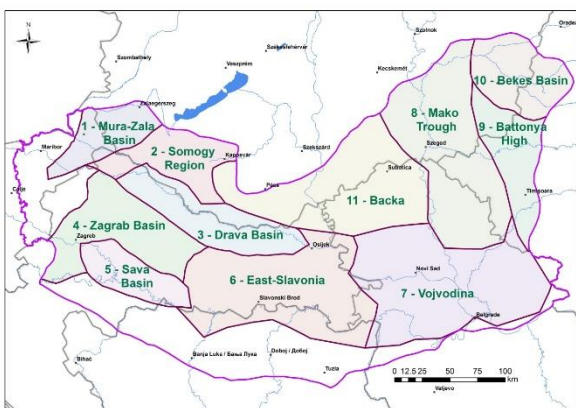 N
Szombathely
Veszprém
Székesfehérvár
Szolnok
Oradea
Kecskemét
10 - Bekes Basin
Zalaegerszeg
1 - Mura-Zala
Basin
8 - Mako
Trough
9 - Battonya
High
Maribor
2 - Somogy
Region
Kaposvár
Szekszárd
Szeged
Subotica
Pécs
Timisoara
11 - Backa
4 - Zagrab Basin
Zagreb
3 - Drava Basin
Osijek
5 - Sava
Basin
6 - East-Slavonia
Novi Sad
7 - Vojvodina
Slavonski Brod
Belgrade
Bihać
Banja Luka / Бања Лука
Doboj / Добој
Tuzla
Valjevo
0 12.5 25 50 75 100
km